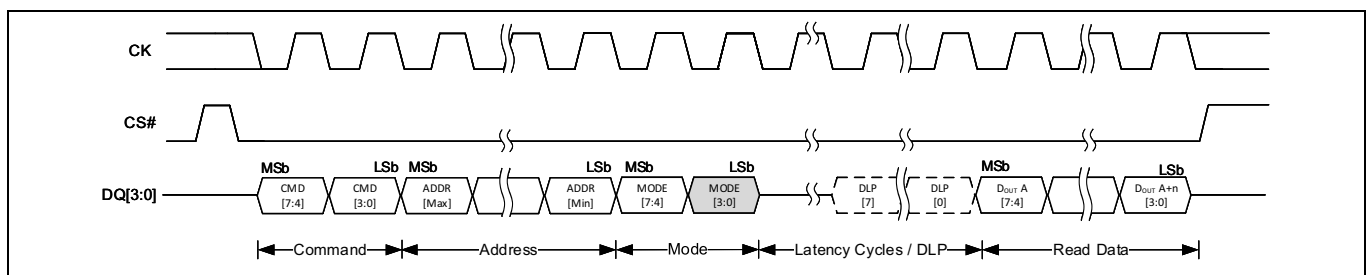 CK
CS#
MSb LSb MSb LSb MSb LSb MSb LSb
DQ[3:0]
CMD [7:4] CMD [3:0] ADDR [Max] ADDR [Min] MODE [7:4] MODE [3:0] DLP [7] DLP [0] DOUT A [7:4] DOUT A+n [3:0]
Command Address Mode Latency Cycles / DLP Read Data